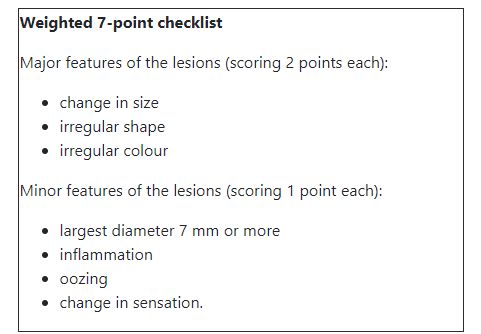 Weighted 7-point checklist
Major features of the lesions (scoring 2 points each):
• change in size
• irregular shape
• irregular colour
Minor features of the lesions (scoring 1 point each):
• largest diameter 7 mm or more
• inflammation
• oozing
• change in sensation.